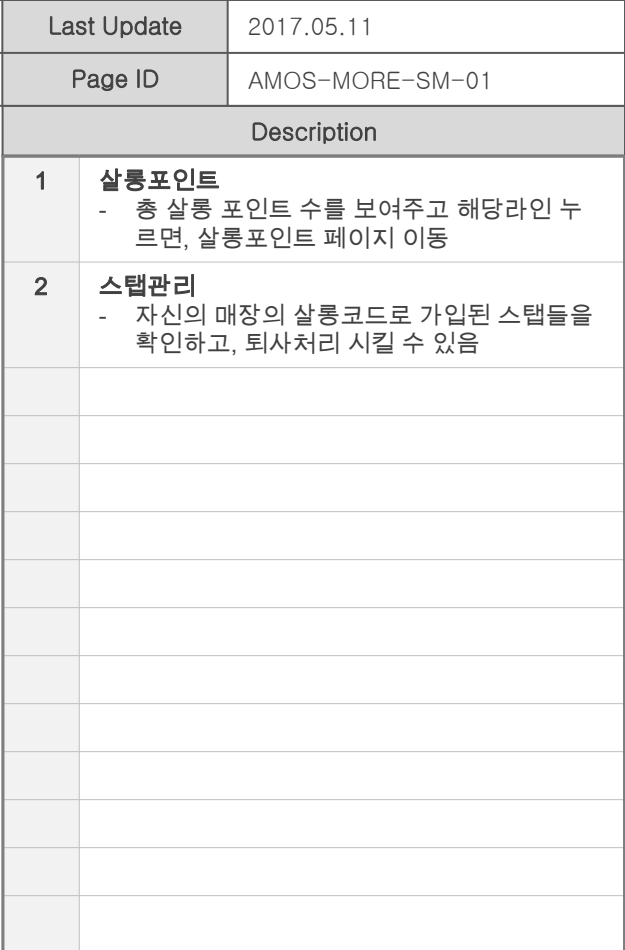 Last Update 2017.05.11
Page ID AMOS-MORE-SM-01
Description
1 살롱포인트
- 총 살롱 포인트 수를 보여주고 해당라인 누
르면, 살롱포인트 페이지 이동
2 스탭관리
- 자신의 매장의 살롱코드로 가입된 스탭들을
확인하고, 퇴사처리 시킬 수 있음